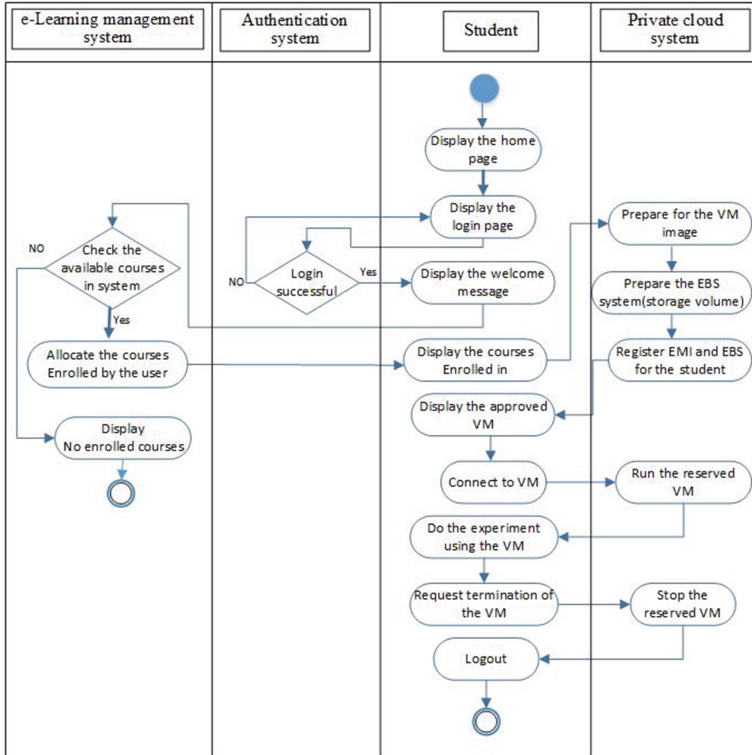 e-Learning management
system
Authentication
system
Student
Private cloud
system
Display the home
page
Display the
login page
Prepare for the VM
image
NO
Check the
available courses
in system
Yes
NO
Login
successful
Yes
Display the welcome
message
Prepare the EBS
system(storage volume)
Allocate the courses
Enrolled by the user
Display the courses
Enrolled in
Register EMI and EBS
for the student
Display
No enrolled courses
Display the approved
VM
Connect to VM
Run the reserved
VM
Do the experiment
using the VM
Request termination of
the VM
Stop the
reserved VM
Logout